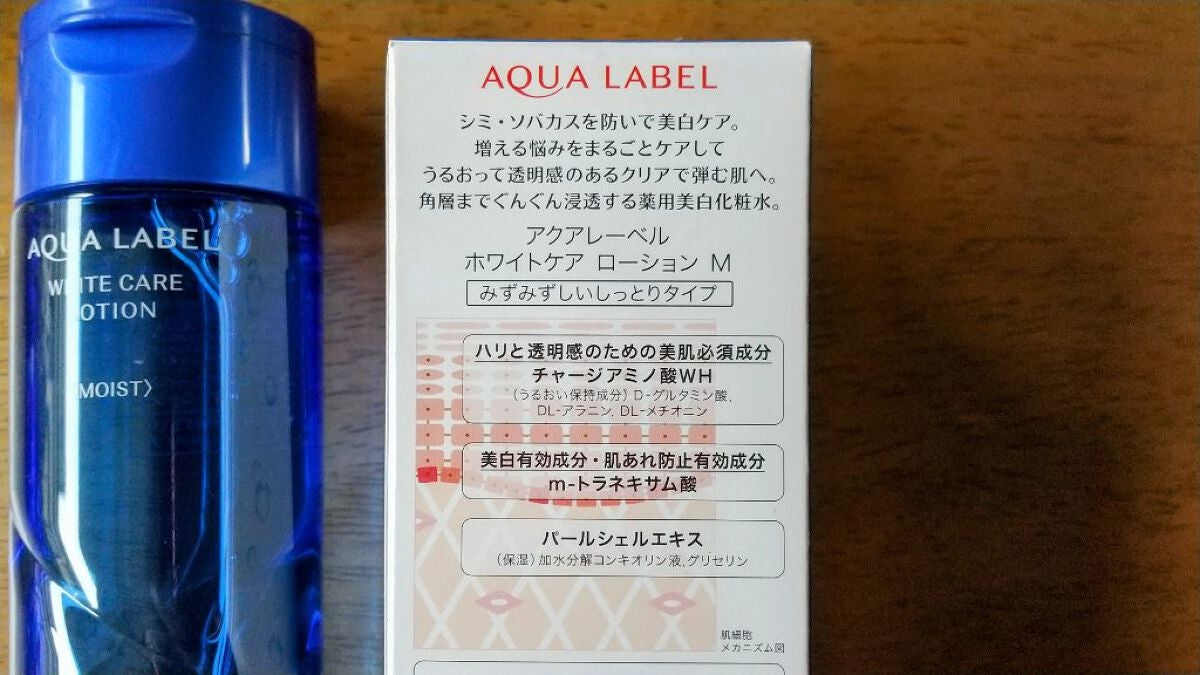 AQUA LABEL
WHITE CARE
LOTION
〈MOIST〉
AQUA LABEL
シミ・ソバカスを防いで美白ケア。
増える悩みをまるごとケアして
うるおって透明感のあるクリアで弾む肌へ。
角層までぐんぐん浸透する薬用美白化粧水。
アクアレーベル
ホワイトケア ローション M
みずみずしいしっとりタイプ
ハリと透明感のための美肌必須成分
チャージアミノ酸WH
(うるおい保持成分) D-グルタミン酸,
DL-アラニン, DL-メチオニン
美白有効成分・肌あれ防止有効成分
m-トラネキサム酸
パールシェルエキス
(保湿) 加水分解コンキオリン液,グリセリン
肌細胞
メカニズム図